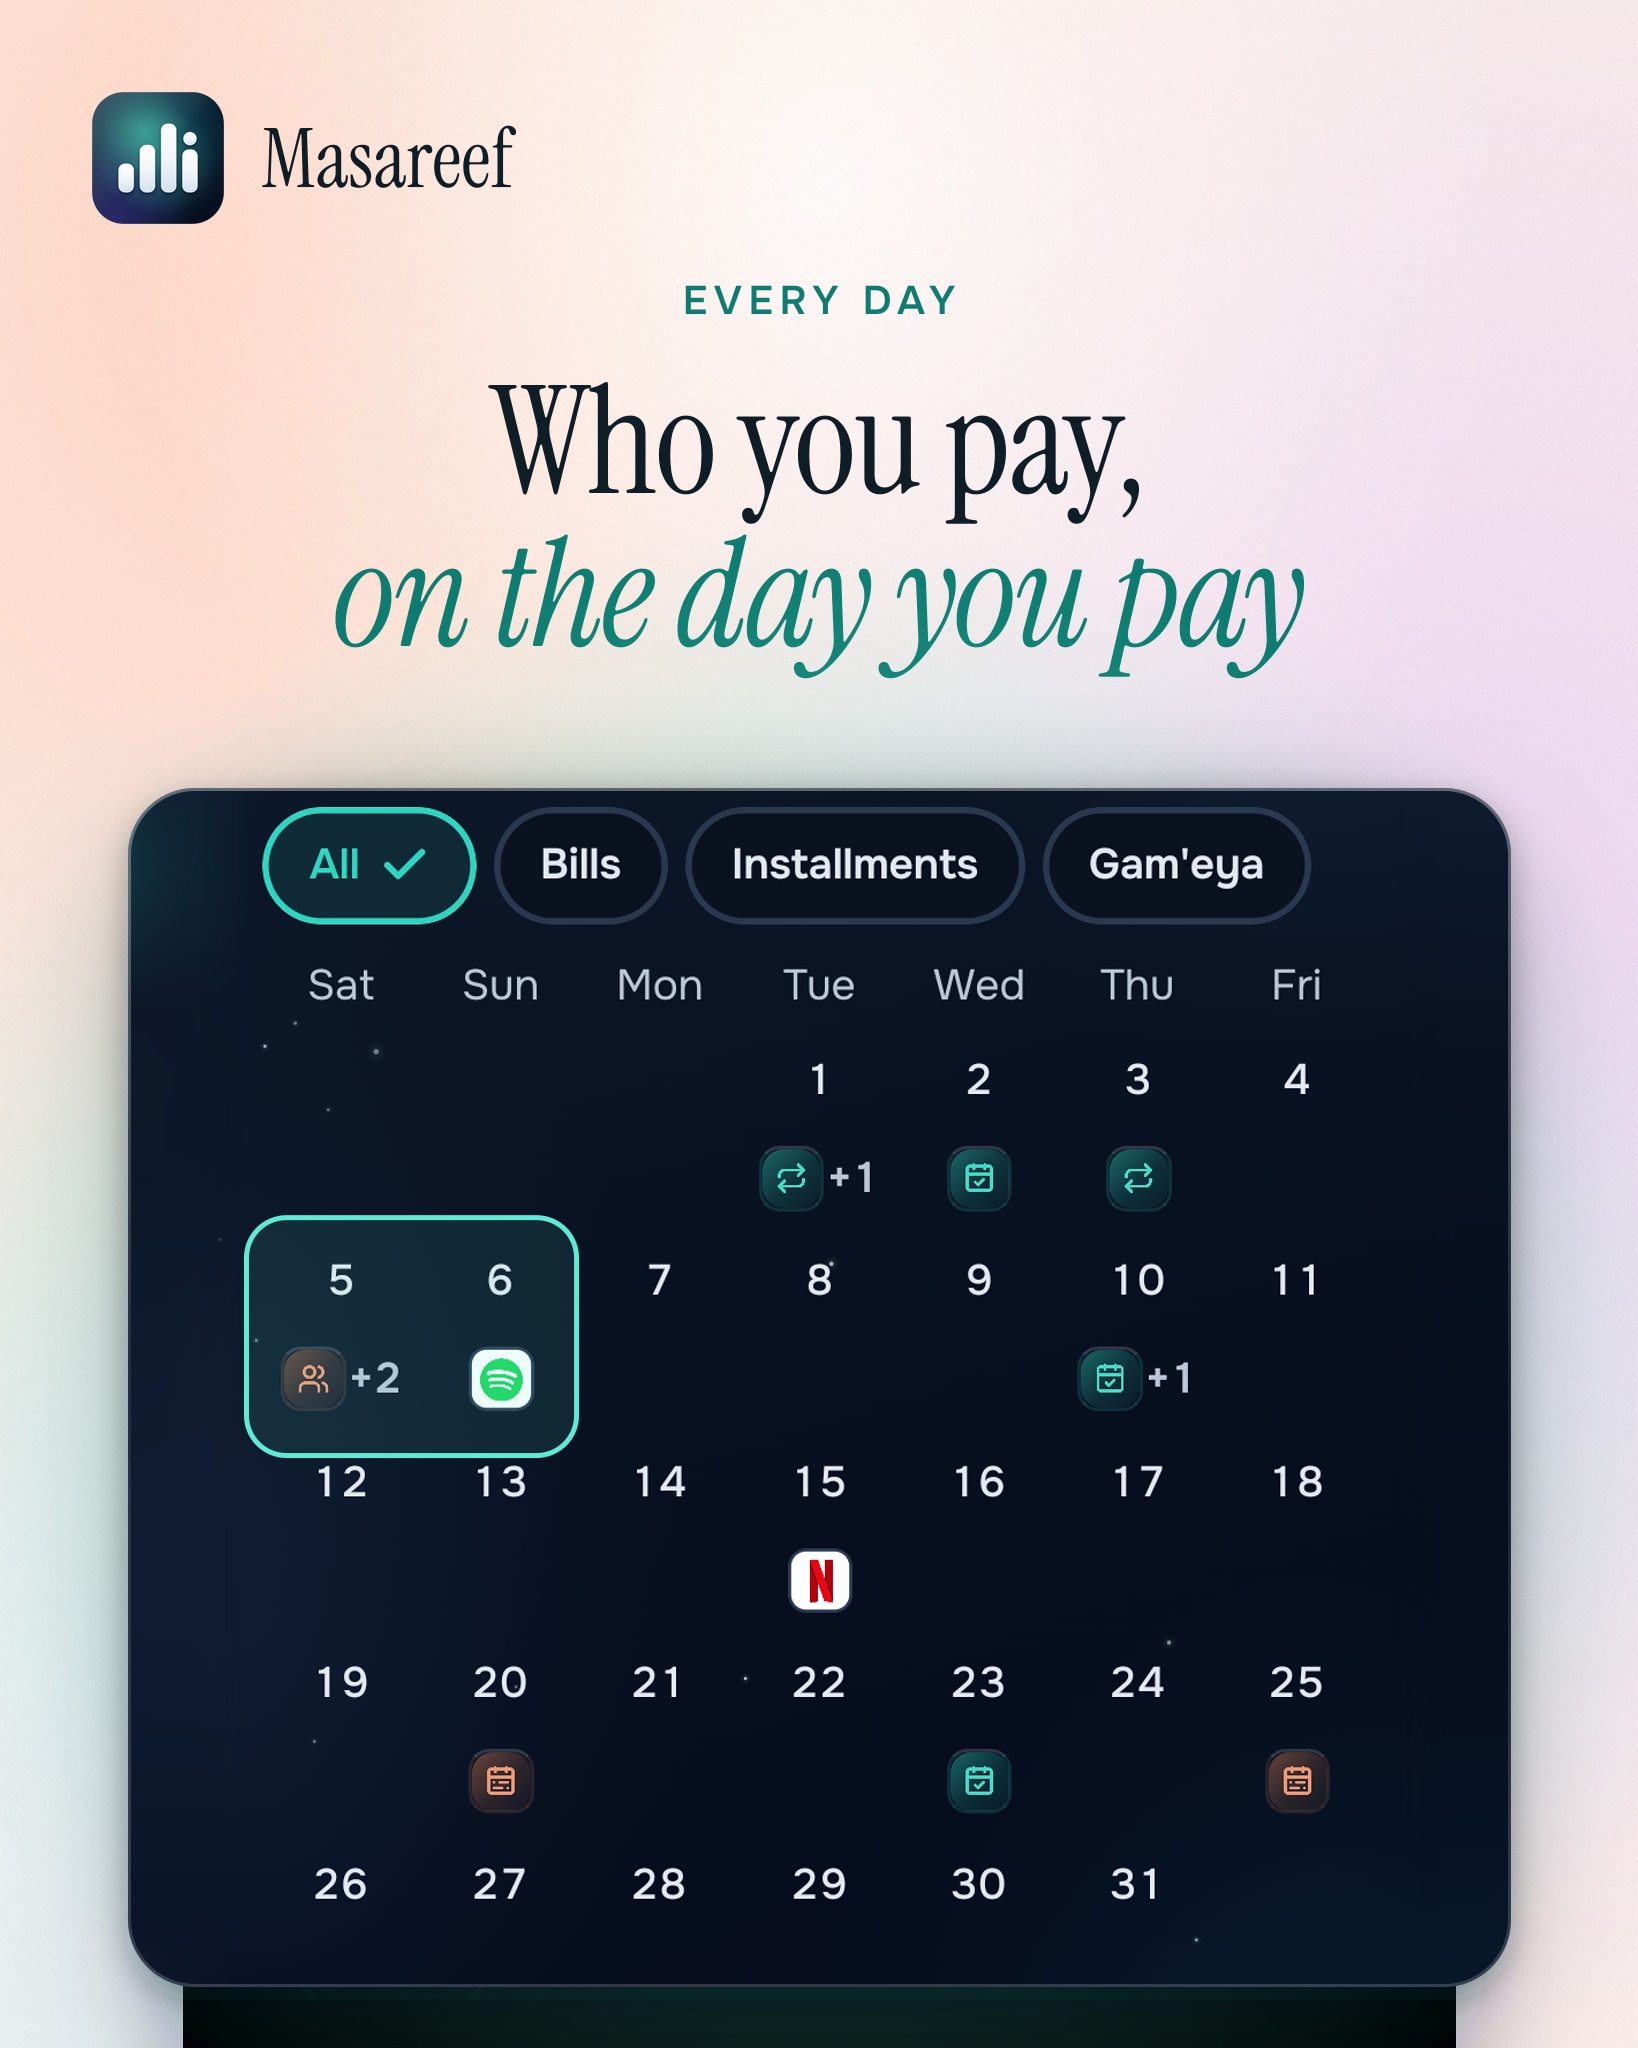 Masareef
EVERY DAY
Who you pay,
on the day you pay
All Bills Installments Gam'eya
Sat Sun Mon Tue Wed Thu Fri
1 2 3 4
+1
5 6 7 8 9 10 11
+2 +1
12 13 14 15 16 17 18
N
19 20 21 22 23 24 25
26 27 28 29 30 31